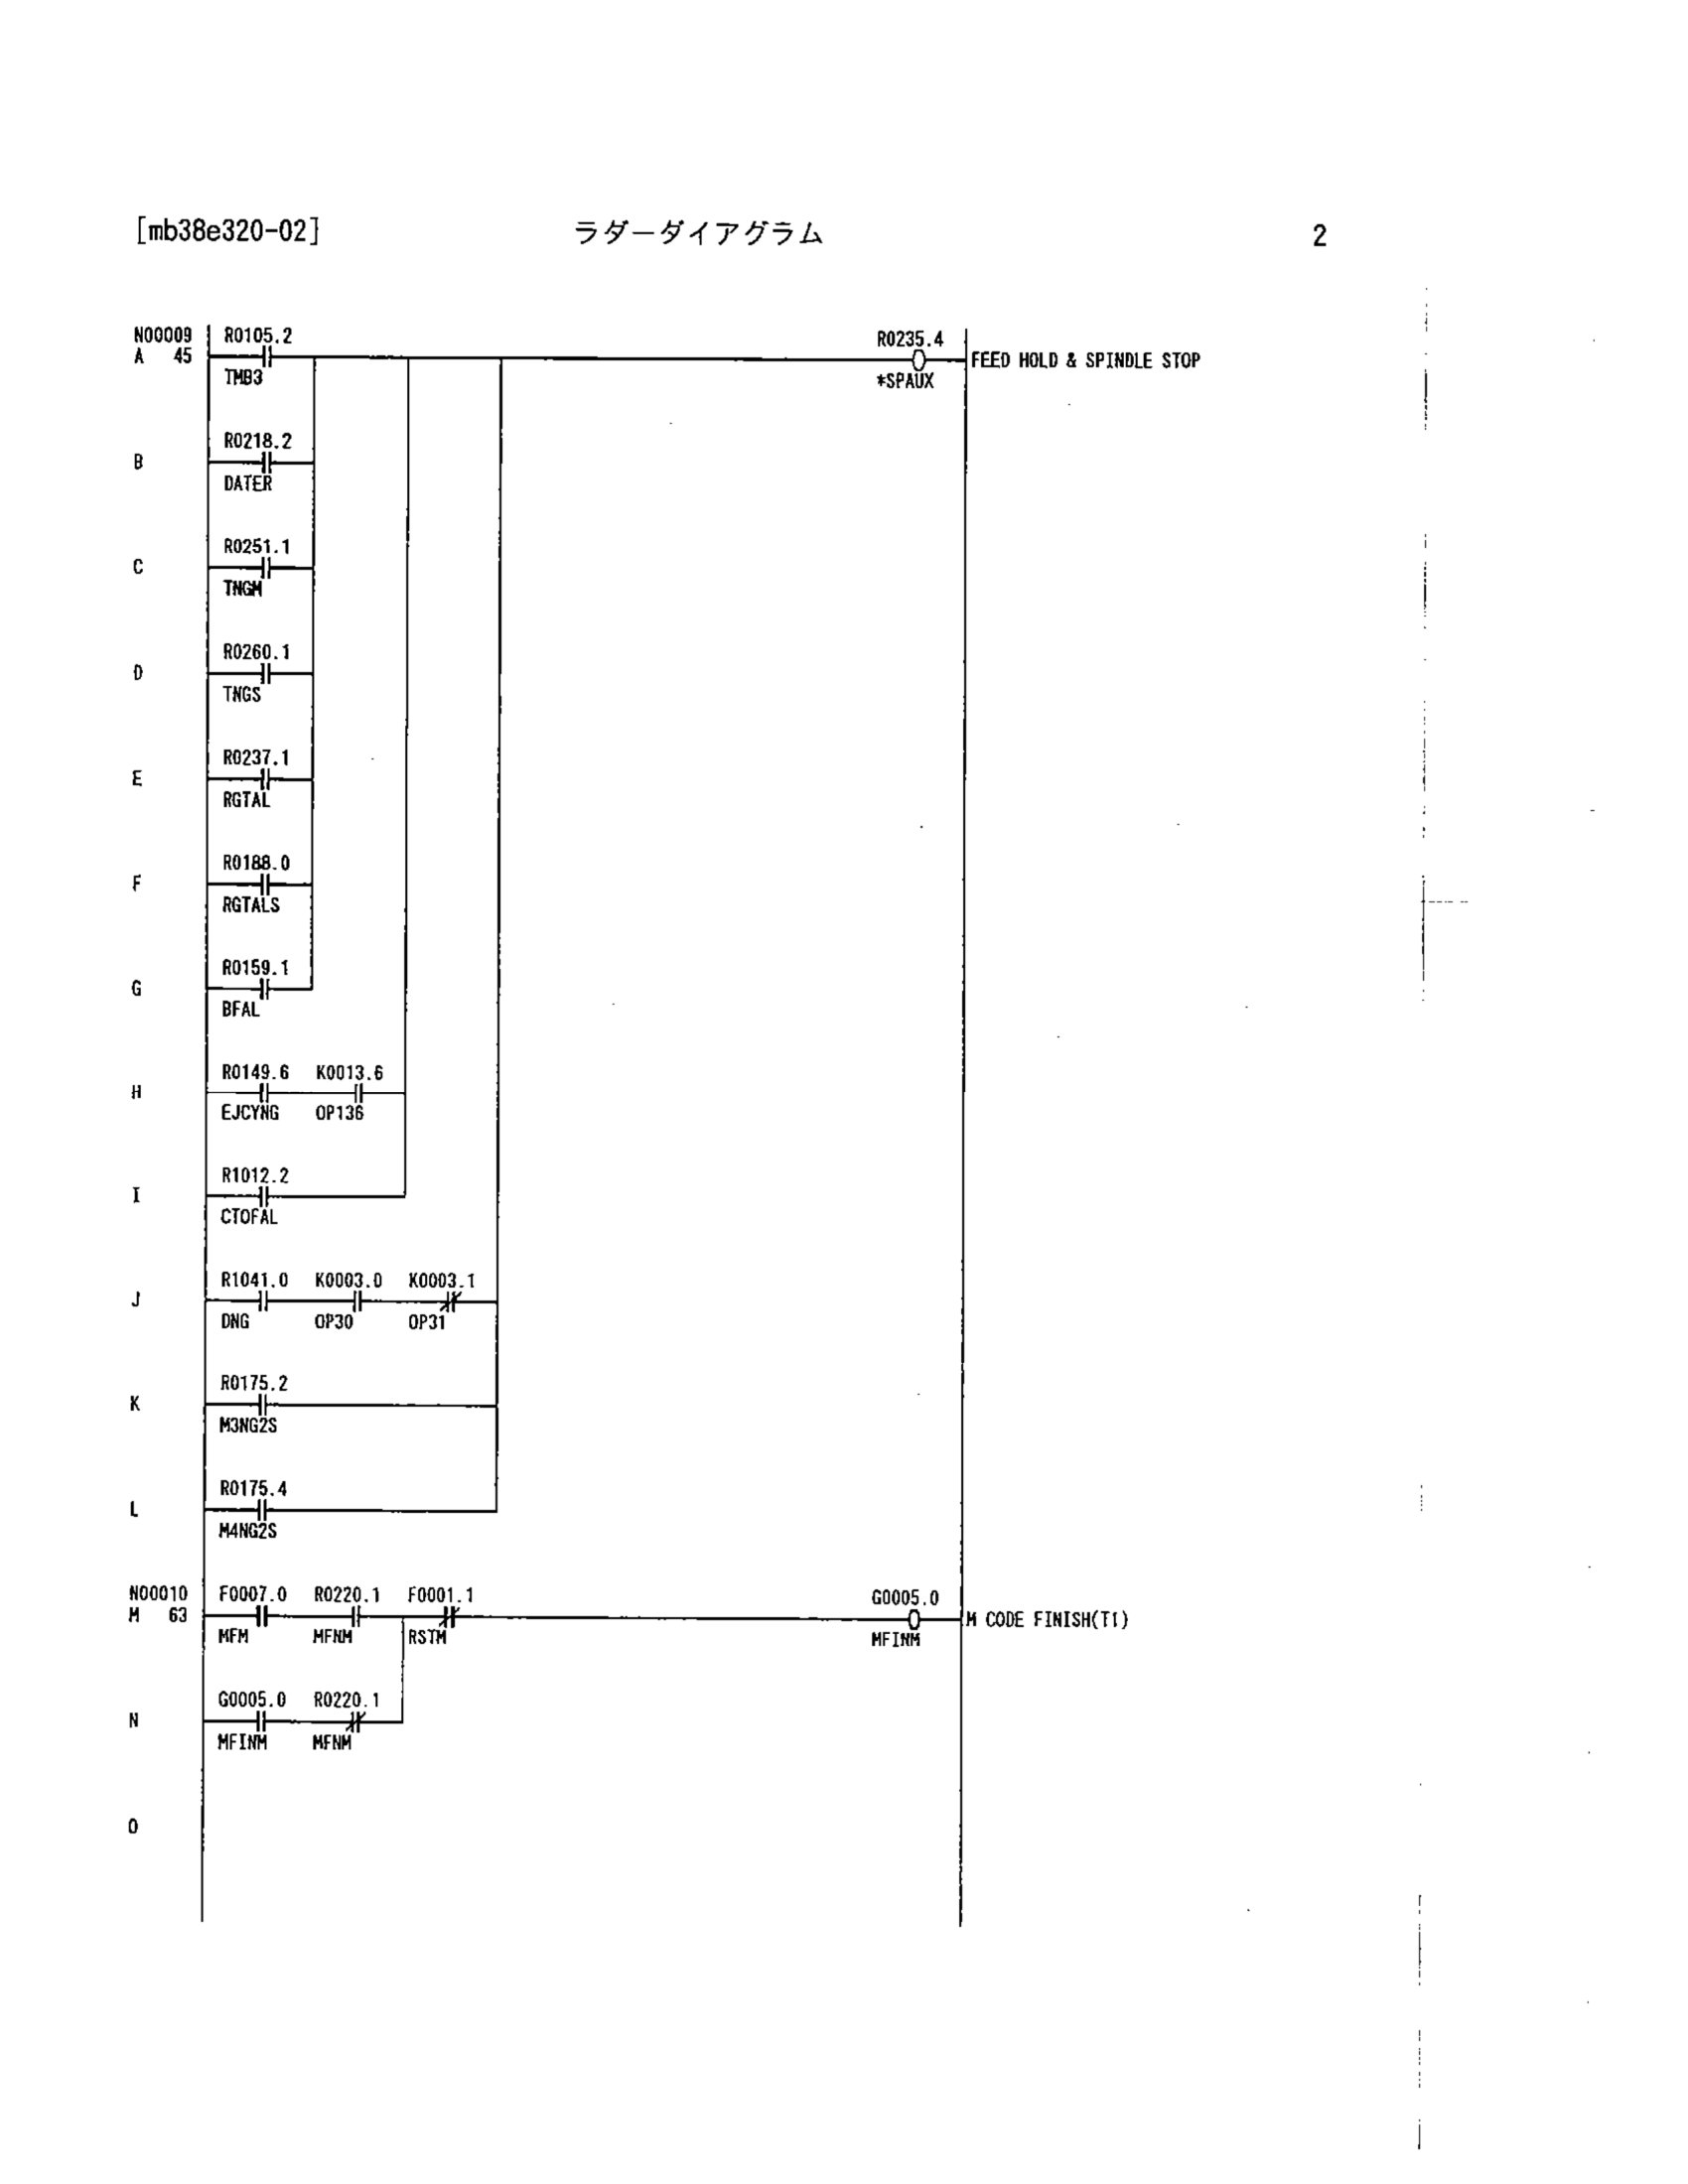 [mb38e320-02] ラダーダイアグラム 2
N00009 R0105.2 R0235.4
A 45 FEED HOLD & SPINDLE STOP
TMB3 *SPAUX
R0218.2
B
DATER
R0251.1
C
TNGM
R0260.1
D
TNGS
R0237.1
E
RGTAL
R0188.0
F
RGTALS
R0159.1
G
BFAL
R0149.6 K0013.6
H
EJCYNG OP136
R1012.2
I
CTOFAL
R1041.0 K0003.0 K0003.1
J
DNG OP30 OP31
R0175.2
K
M3NG2S
R0175.4
L
M4NG2S
N00010 F0007.0 R0220.1 F0001.1 G0005.0
M 63 M CODE FINISH(T1)
MFM MFNM RSTM MFINM
G0005.0 R0220.1
N
MFINM MFNM
O